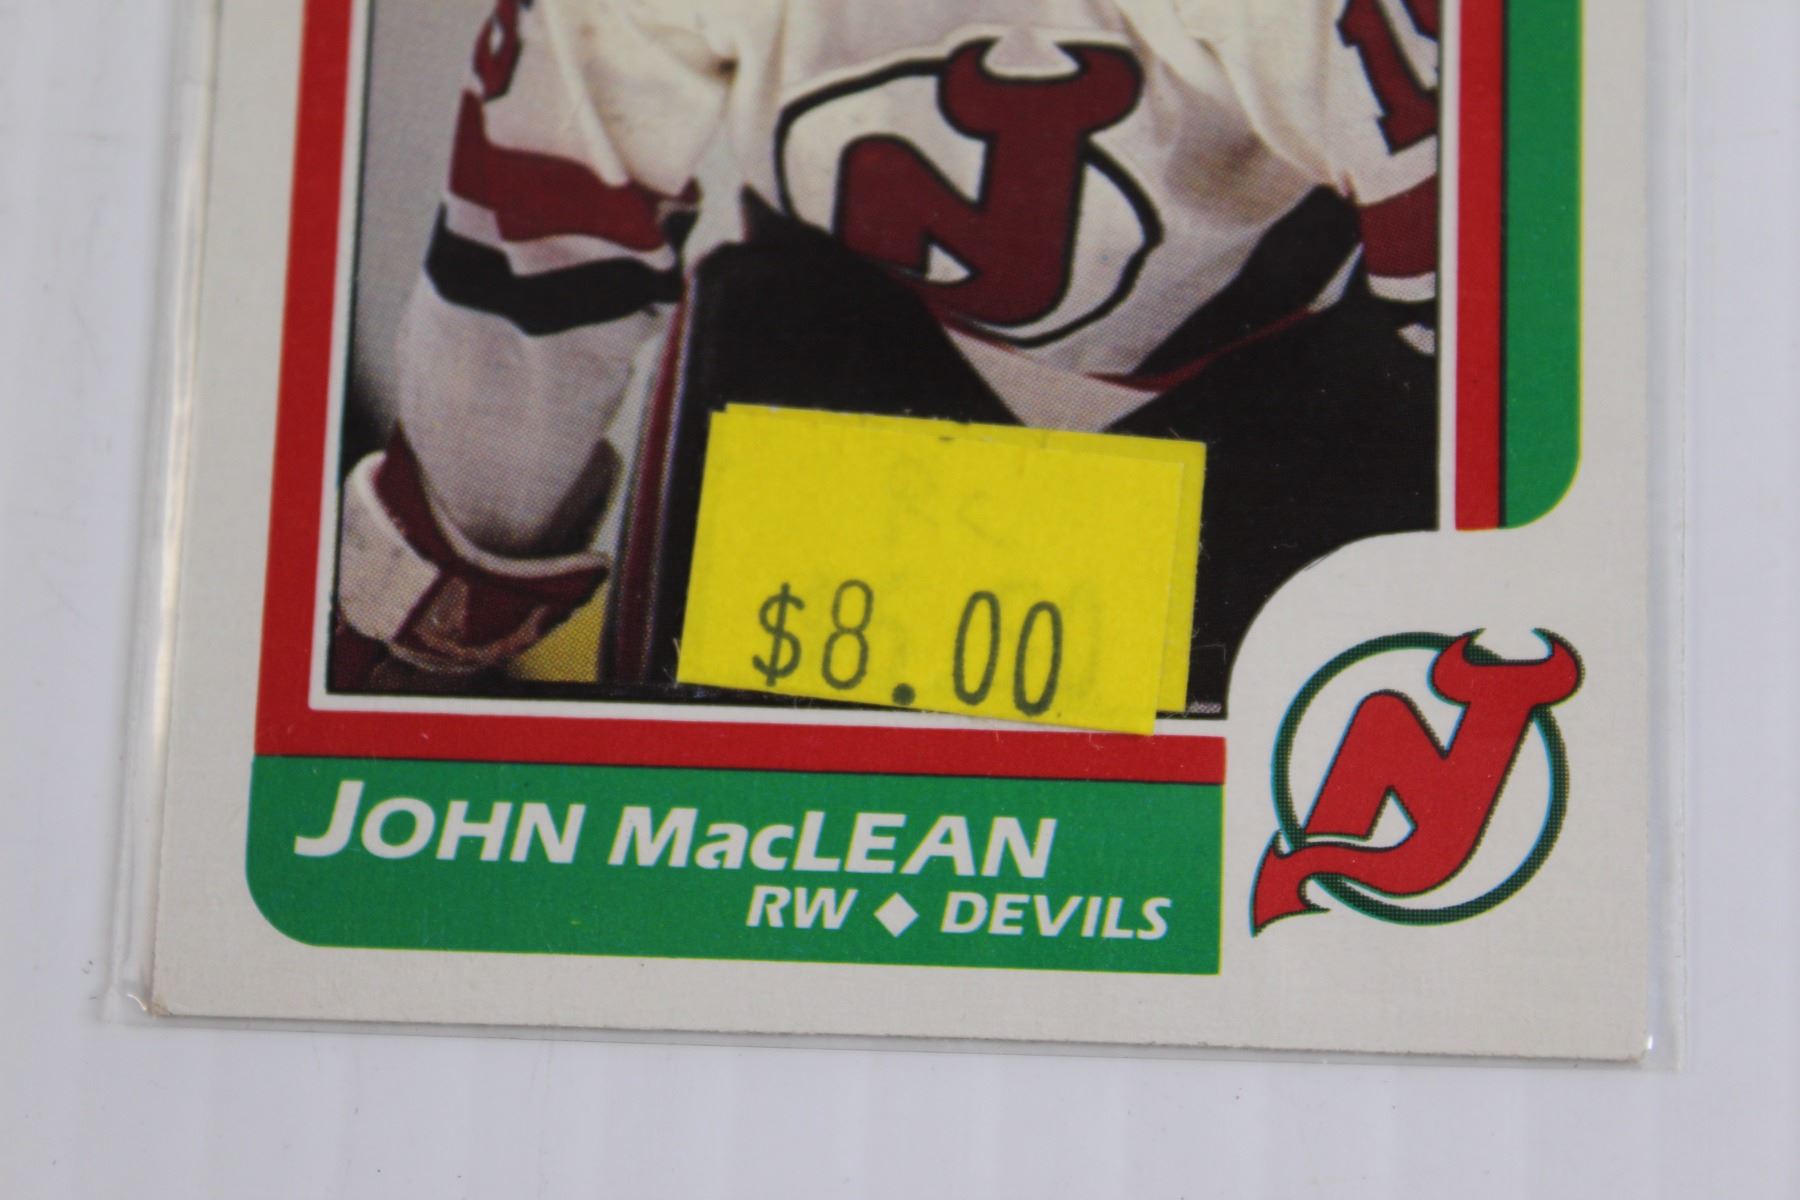 $8.00
JOHN MacLEAN
RW ◆ DEVILS